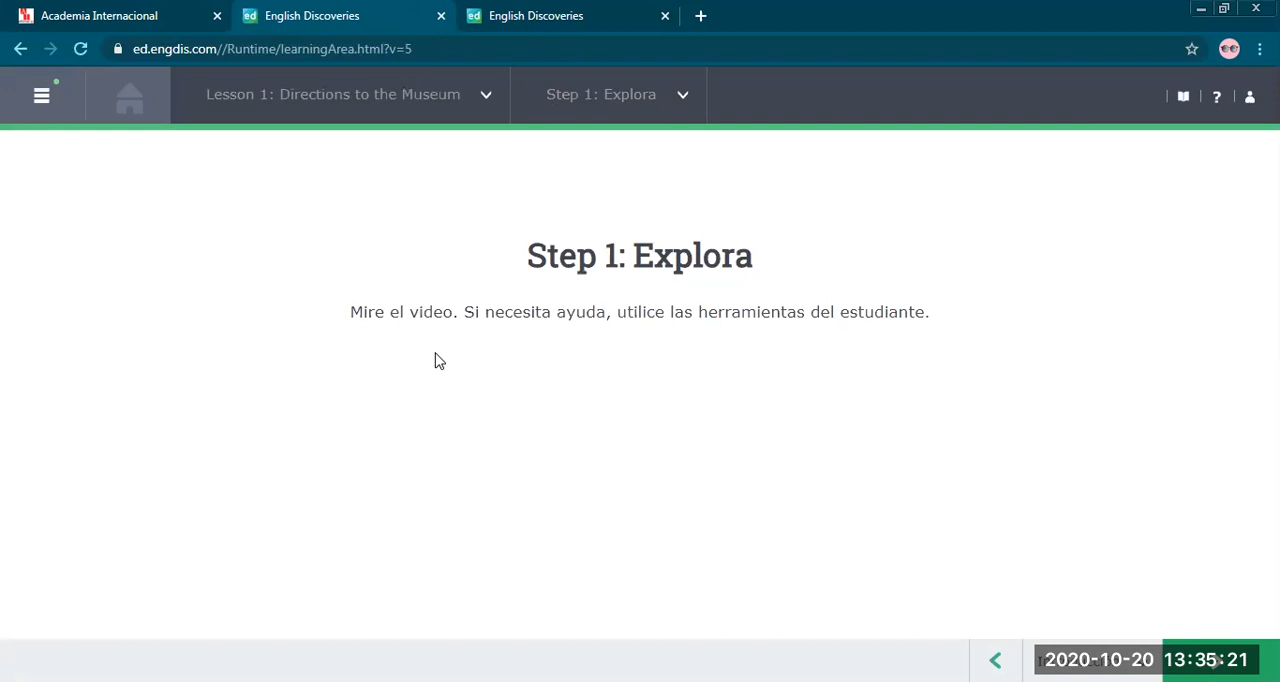 Academia Internacional
ed English Discoveries
ed English Discoveries
ed.engdis.com//Runtime/learningArea.html?v=5
Lesson 1: Directions to the Museum
Step 1: Explora
?
Step 1: Explora
Mire el video. Si necesita ayuda, utilice las herramientas del estudiante.
2020-10-20 13:35:21